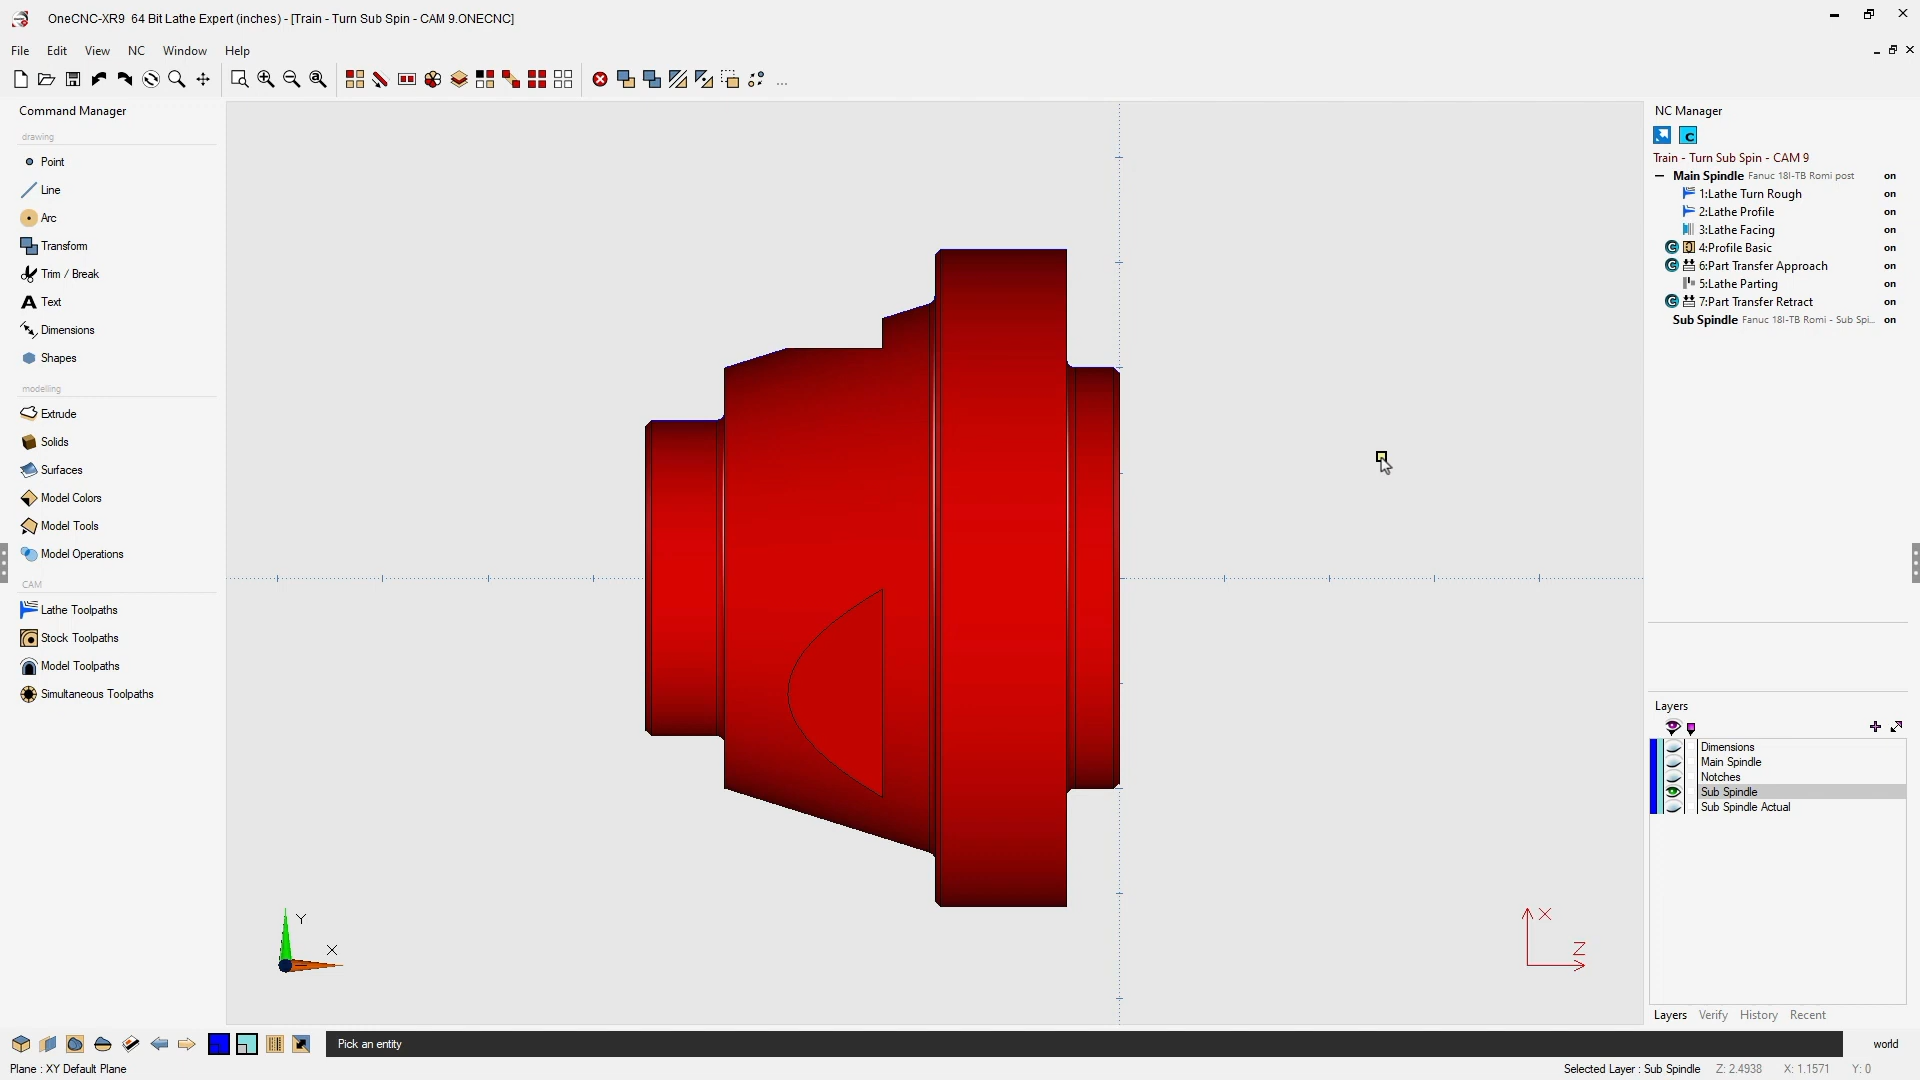 OneCNC-XR9 64 Bit Lathe Expert (inches) - [Train - Turn Sub Spin - CAM 9.ONECNC]
File Edit View NC Window Help
Command Manager
drawing
Point
Line
Arc
Transform
Trim / Break
Text
Dimensions
Shapes
modelling
Extrude
Solids
Surfaces
Model Colors
Model Tools
Model Operations
CAM
Lathe Toolpaths
Stock Toolpaths
Model Toolpaths
Simultaneous Toolpaths
Y
X
X
Z
NC Manager
Train - Turn Sub Spin - CAM 9
Main Spindle Fanuc 18I-TB Romi post on
1:Lathe Turn Rough on
2:Lathe Profile on
3:Lathe Facing on
4:Profile Basic on
6:Part Transfer Approach on
5:Lathe Parting on
7:Part Transfer Retract on
Sub Spindle Fanuc 18I-TB Romi - Sub Spi... on
Layers
Dimensions
Main Spindle
Notches
Sub Spindle
Sub Spindle Actual
Layers Verify History Recent
Pick an entity
world
Plane : XY Default Plane
Selected Layer : Sub Spindle Z: 2.4938 X: 1.1571 Y: 0